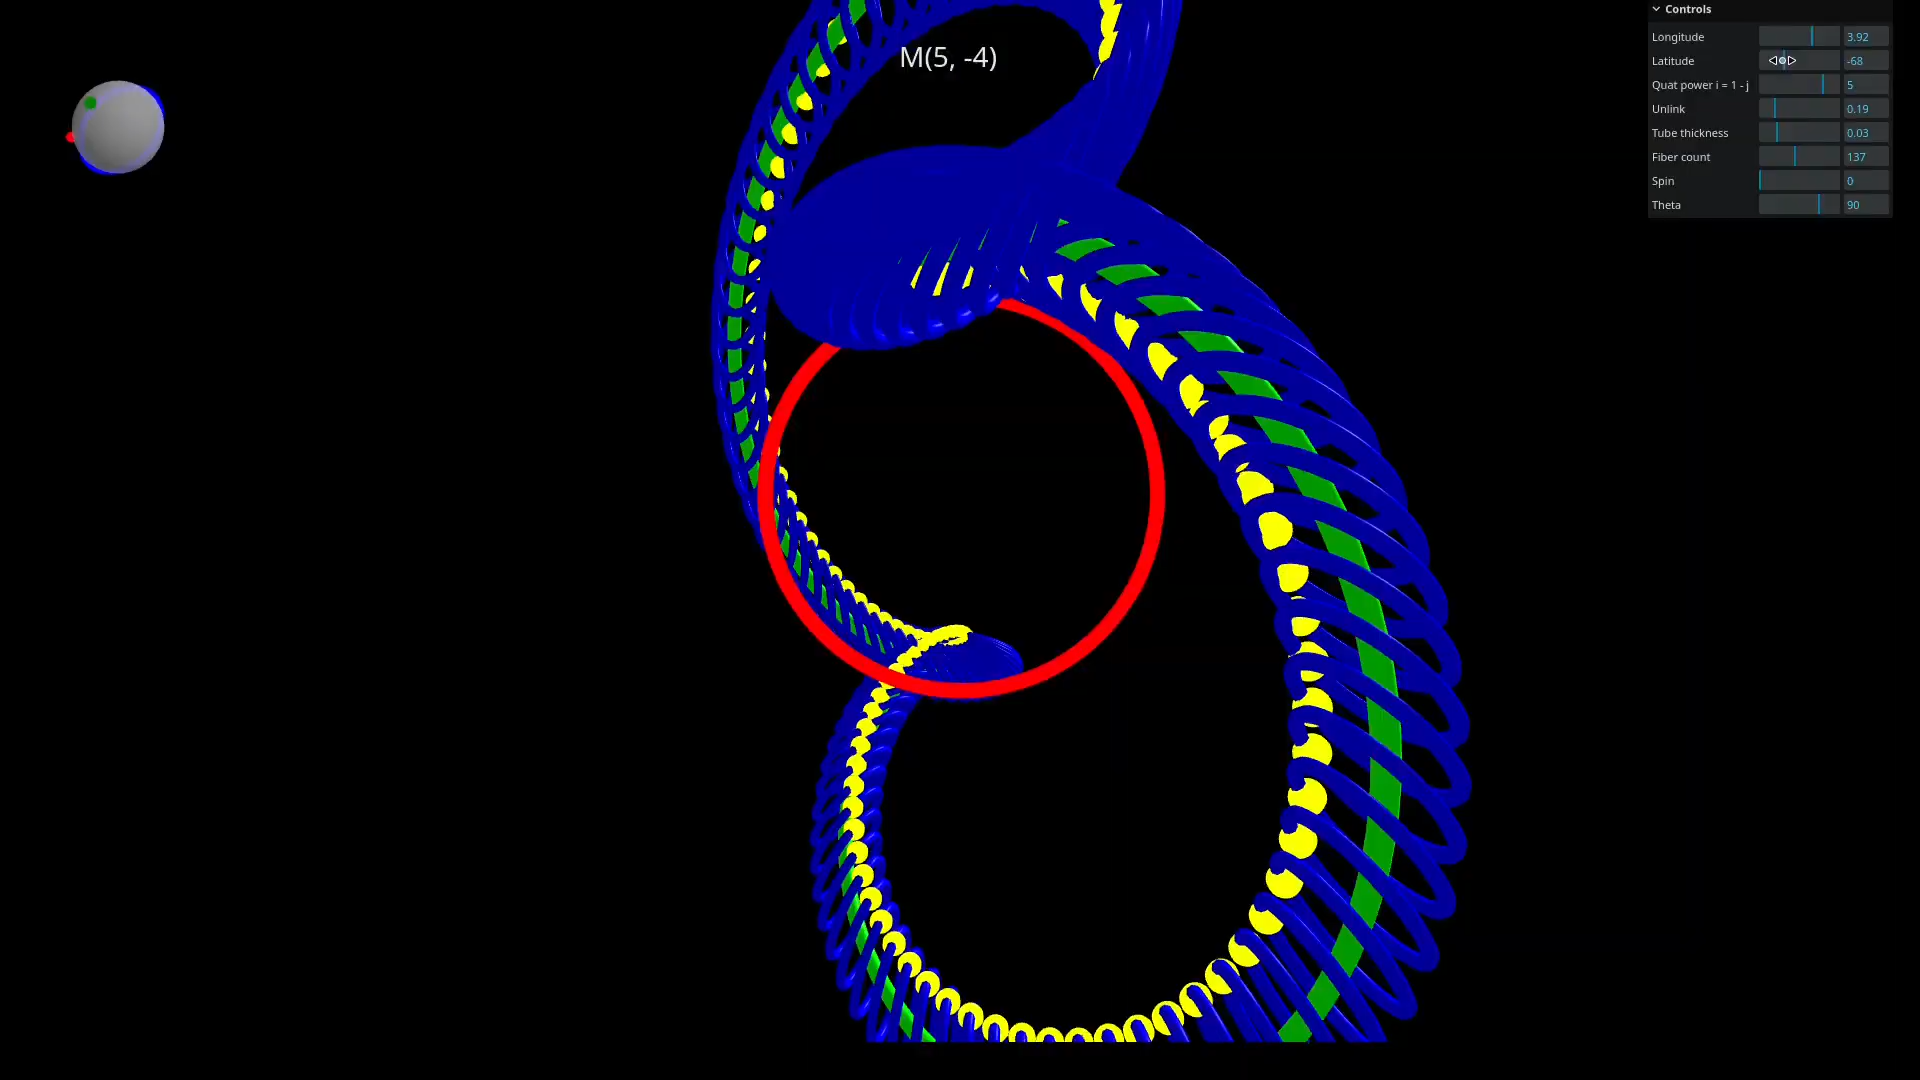 M(5, -4)
Controls
Longitude 3.92
Latitude -68
Quat power i = 1 - j 5
Unlink 0.19
Tube thickness 0.03
Fiber count 137
Spin 0
Theta 90